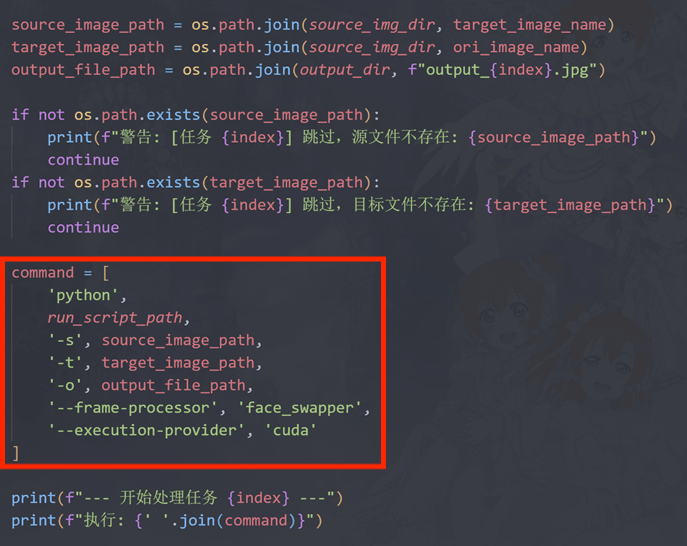 source_image_path = os.path.join(source_img_dir, target_image_name)
target_image_path = os.path.join(source_img_dir, ori_image_name)
output_file_path = os.path.join(output_dir, f"output_{index}.jpg")
if not os.path.exists(source_image_path):
    print(f"警告: [任务 {index}] 跳过，源文件不存在: {source_image_path}")
    continue
if not os.path.exists(target_image_path):
    print(f"警告: [任务 {index}] 跳过，目标文件不存在: {target_image_path}")
    continue
command = [
    'python',
    run_script_path,
    '-s', source_image_path,
    '-t', target_image_path,
    '-o', output_file_path,
    '--frame-processor', 'face_swapper',
    '--execution-provider', 'cuda'
]
print(f"--- 开始处理任务 {index} ---")
print(f"执行: {' '.join(command)}")